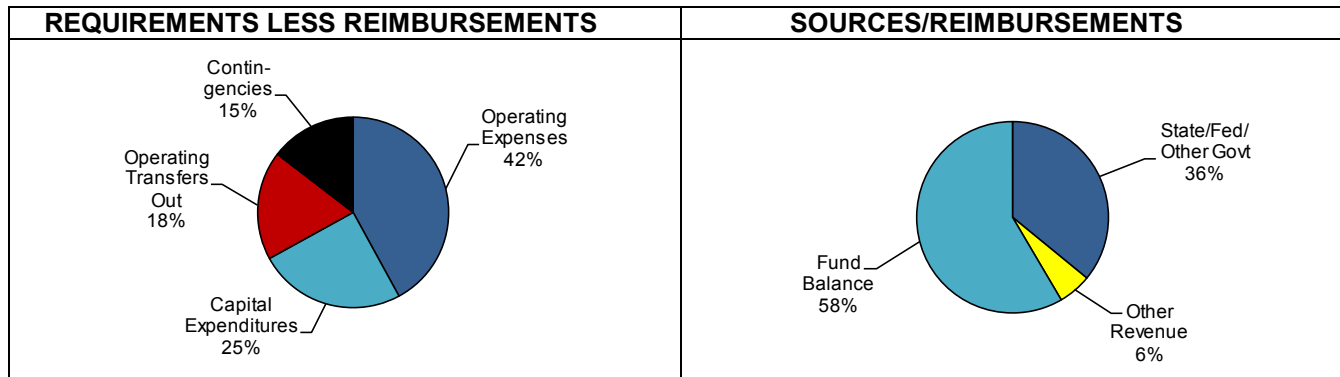 REQUIREMENTS LESS REIMBURSEMENTS
Contin-
gencies
15%
Operating
Expenses
42%
Operating
Transfers
Out
18%
Capital
Expenditures
25%
SOURCES/REIMBURSEMENTS
State/Fed/
Other Govt
36%
Fund
Balance
58%
Other
Revenue
6%